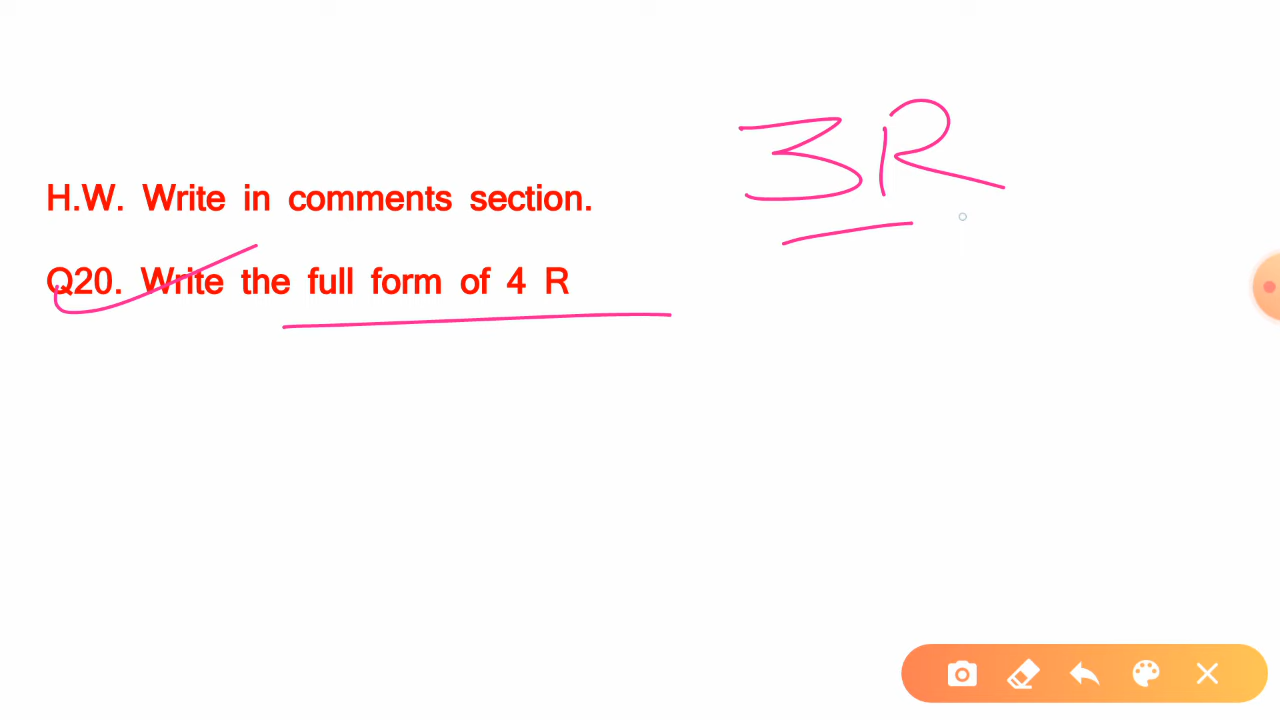 3R
H.W. Write in comments section.
Q20. Write the full form of 4 R